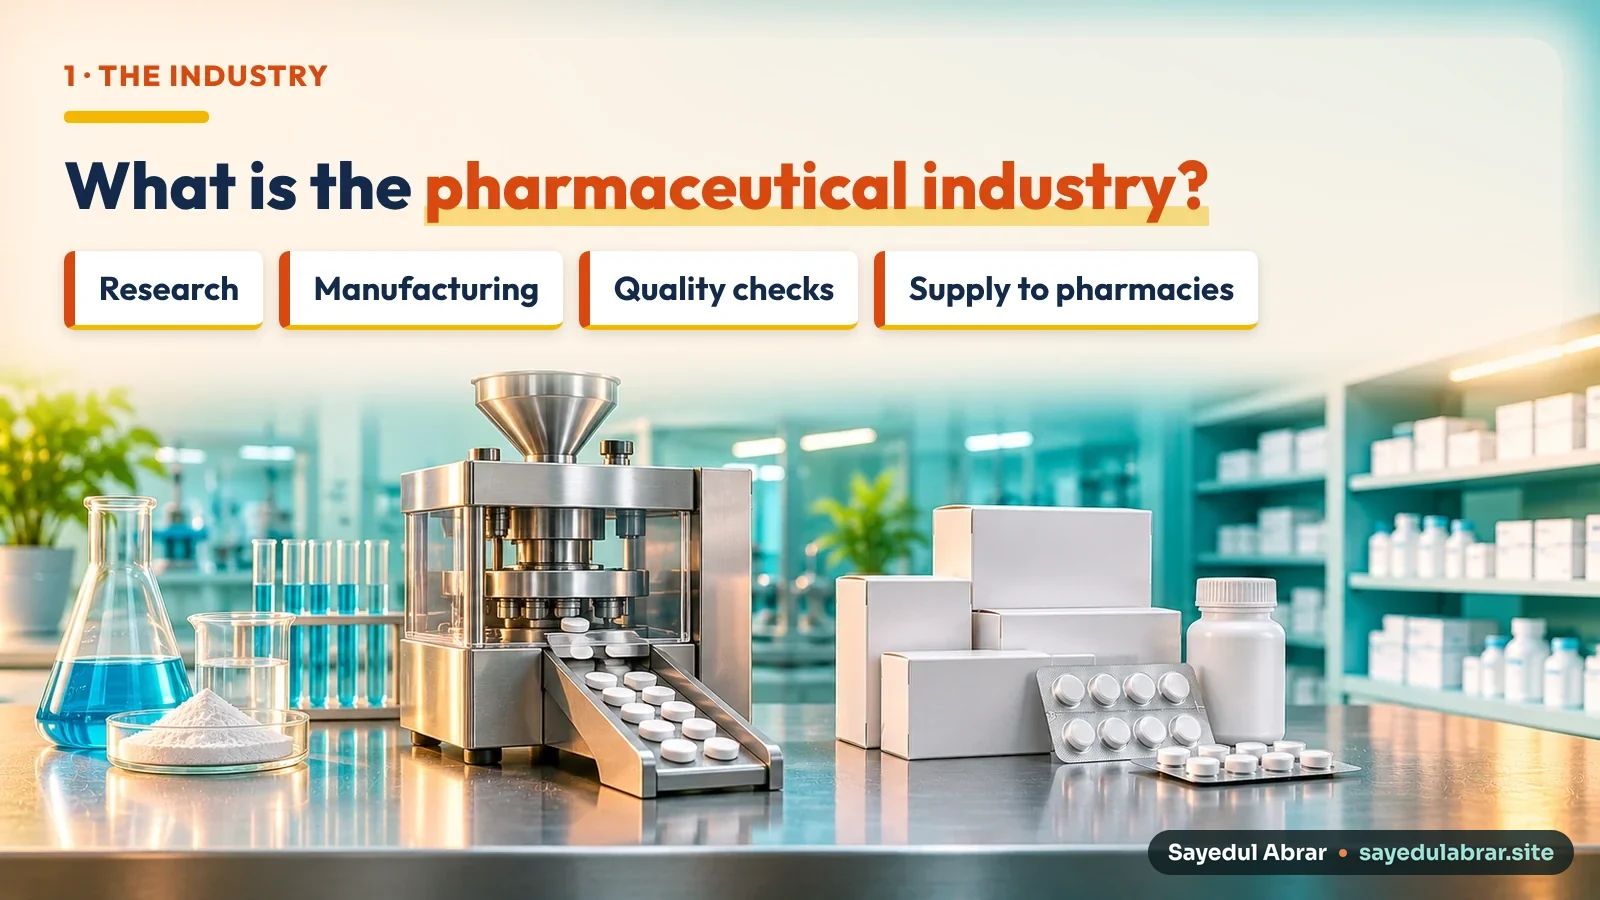 1 · THE INDUSTRY
What is the pharmaceutical industry?
Research
Manufacturing
Quality checks
Supply to pharmacies
Sayedul Abrar • sayedulabrar.site